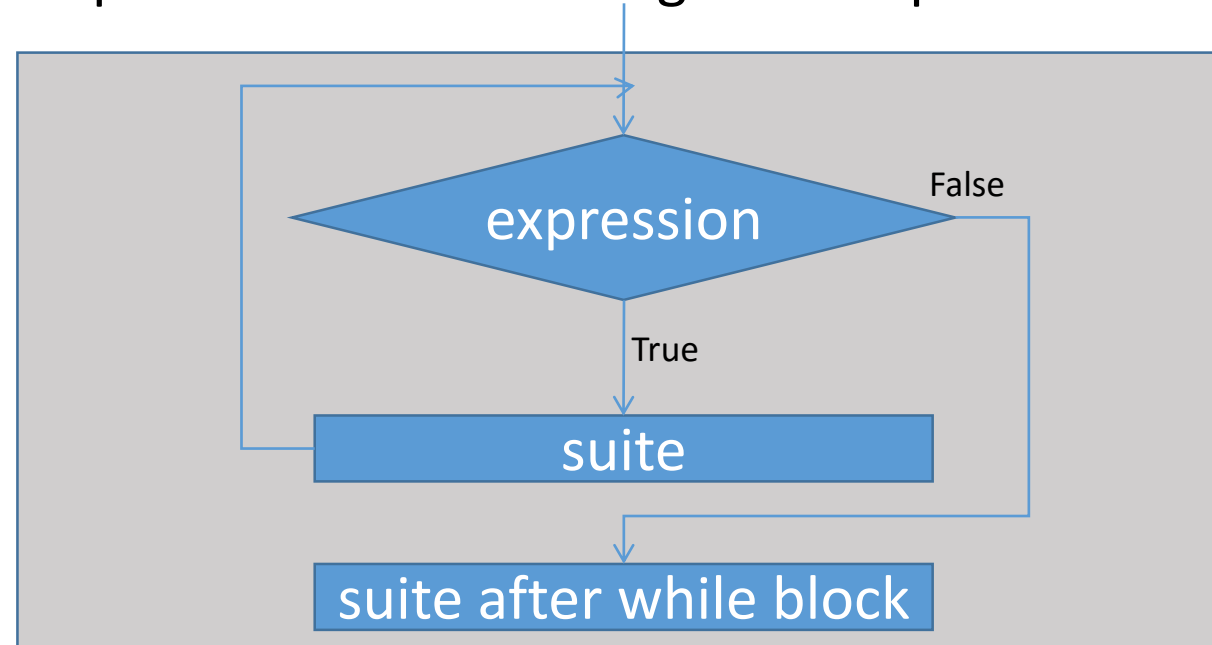 expression
False
True
suite
suite after while block